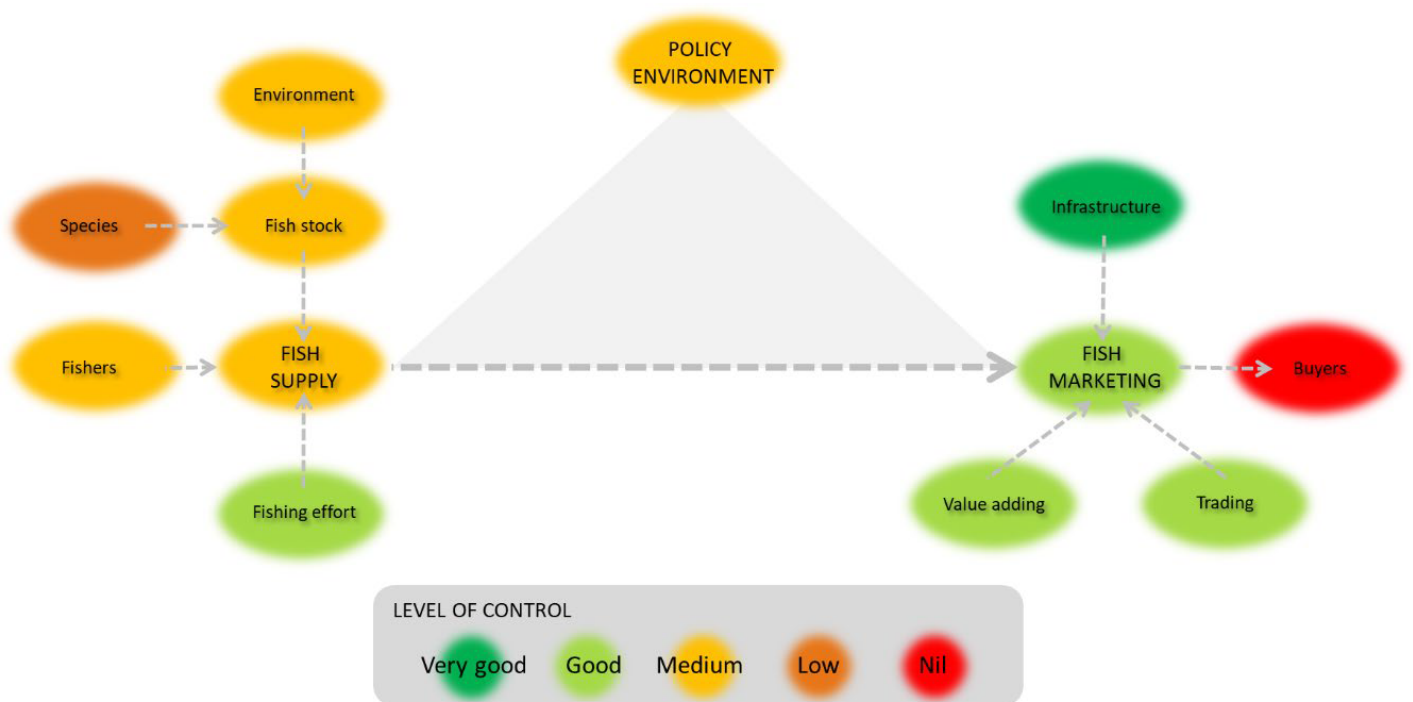 POLICY
ENVIRONMENT
Environment
Species
Fish stock
Infrastructure
Fishers
FISH
SUPPLY
FISH
MARKETING
Buyers
Fishing effort
Value adding
Trading
LEVEL OF CONTROL
Very good
Good
Medium
Low
Nil